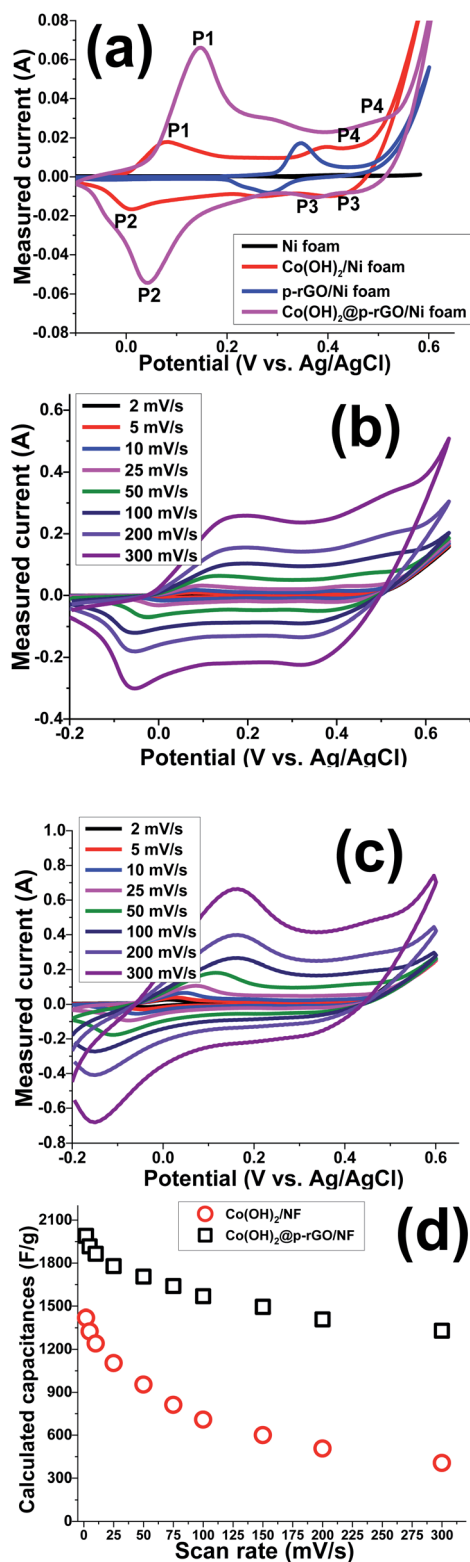 (a)
0.08
0.06
0.04
0.02
0.00
-0.02
-0.04
-0.06
-0.08
Measured current (A)
P1
P1
P4
P4
P2
P3
P3
P2
Ni foam
Co(OH)₂/Ni foam
p-rGO/Ni foam
Co(OH)₂@p-rGO/Ni foam
0.0 0.2 0.4 0.6
Potential (V vs. Ag/AgCl)
(b)
0.6
0.4
0.2
0.0
-0.2
-0.4
Measured current (A)
2 mV/s
5 mV/s
10 mV/s
25 mV/s
50 mV/s
100 mV/s
200 mV/s
300 mV/s
-0.2 0.0 0.2 0.4 0.6
Potential (V vs. Ag/AgCl)
(c)
1.0
0.8
0.6
0.4
0.2
0.0
-0.2
-0.4
-0.6
-0.8
Measured current (A)
2 mV/s
5 mV/s
10 mV/s
25 mV/s
50 mV/s
100 mV/s
200 mV/s
300 mV/s
-0.2 0.0 0.2 0.4 0.6
Potential (V vs. Ag/AgCl)
(d)
Co(OH)₂/NF
Co(OH)₂@p-rGO/NF
2100
1800
1500
1200
900
600
300
0
Calculated capacitances (F/g)
0 25 50 75 100 125 150 175 200 225 250 275 300
Scan rate (mV/s)